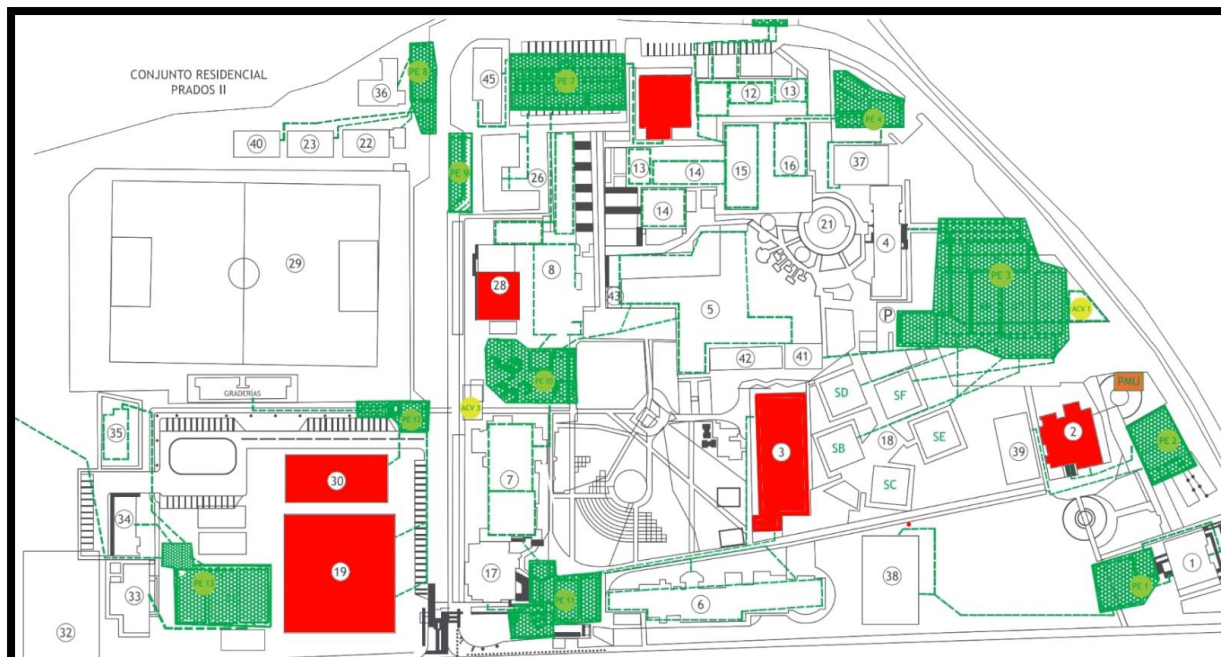 CONJUNTO RESIDENCIAL
PRADOS II
36
PE 8
45
PE 7
12
13
PE 4
40
23
22
PE 9
26
13
14
15
16
37
14
21
4
29
28
8
43
5
PE 3
ACV 1
P
42
41
PE 10
GRADERÍAS
ACV 3
PE 12
35
SD
SF
PMU
30
7
3
SB
18
SE
39
2
PE 2
SC
34
19
33
PE 13
17
PE 11
6
38
PE 1
1
32